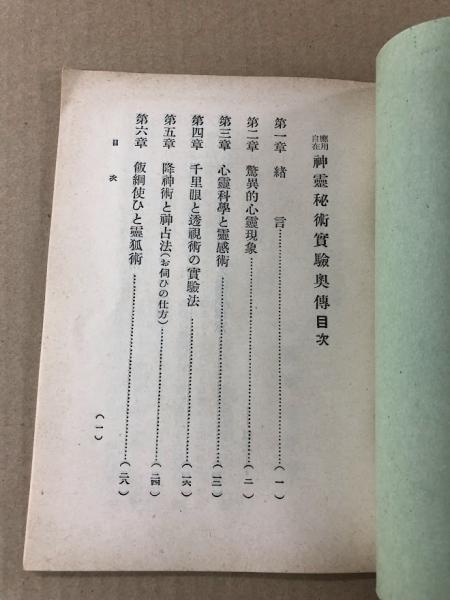 應用自在 神靈秘術實驗奧傳目次
第一章 緒言……(一)
第二章 驚異的心靈現象……(二)
第三章 心靈科學と靈感術……(一三)
第四章 千里眼と透視術の實驗法……(一六)
第五章 降神術と神占法(お伺ひの仕方)……(二四)
第六章 飯綱使ひと靈狐術……(二八)
目次
(一)